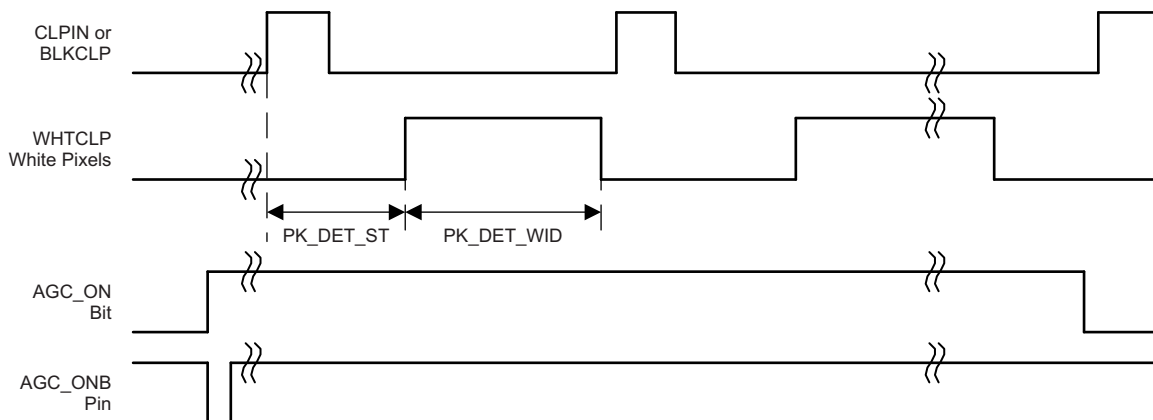 CLPIN or
BLKCLP
WHTCLP
White Pixels
PK_DET_ST
PK_DET_WID
AGC_ON
Bit
AGC_ONB
Pin